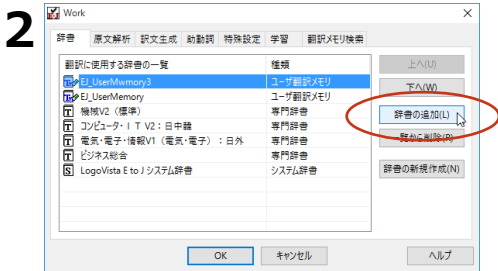 2
Work
辞書 原文解析 訳文生成 助動詞 特殊設定 学習 翻訳メモリ検索
翻訳に使用する辞書の一覧 種類
EJ_UserMwmory3 ユーザ翻訳メモリ
EJ_UserMemory ユーザ翻訳メモリ
機械V2（標準） 専門辞書
コンピュータ・ＩＴ V2：日中韓 専門辞書
電気・電子・情報V1（電気・電子）：日外 専門辞書
ビジネス総合 専門辞書
LogoVista E to J システム辞書 システム辞書
上へ(U)
下へ(W)
辞書の追加(L)
一覧から削除(R)
辞書の新規作成(N)
OK キャンセル ヘルプ